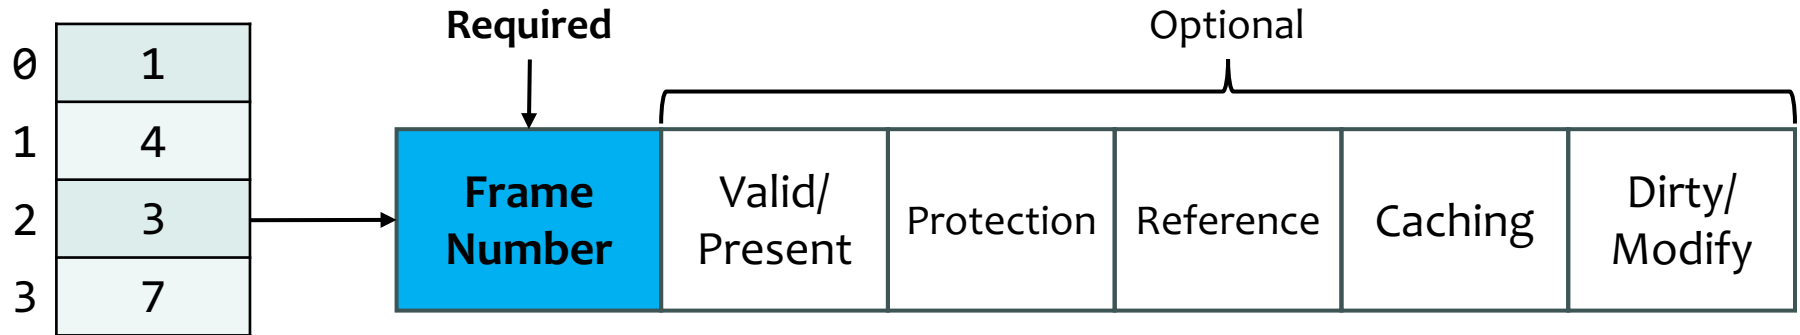 Required
Optional
0 1
1 4
2 3
3 7
Frame
Number
Valid/
Present
Protection
Reference
Caching
Dirty/
Modify